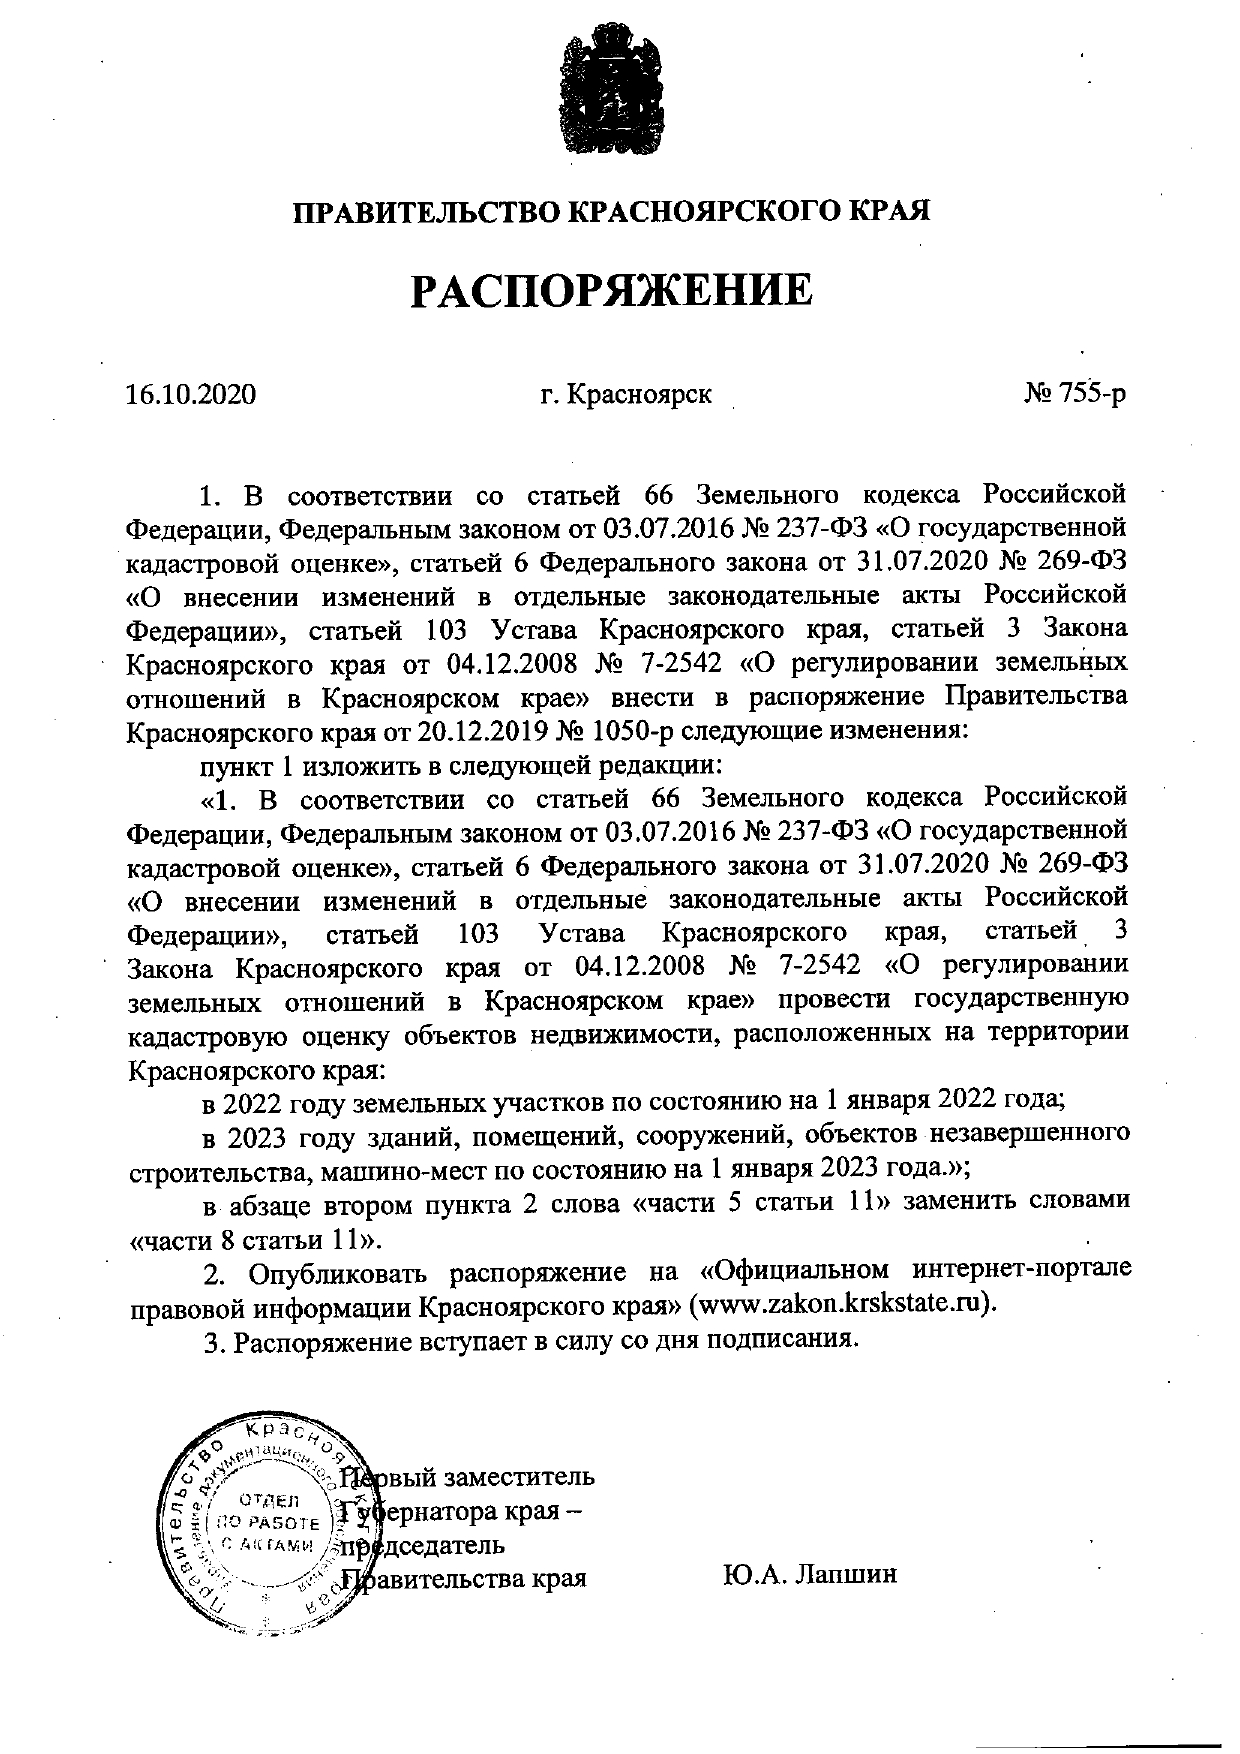 ПРАВИТЕЛЬСТВО КРАСНОЯРСКОГО КРАЯ
РАСПОРЯЖЕНИЕ
16.10.2020 г. Красноярск № 755-р
1. В соответствии со статьей 66 Земельного кодекса Российской
Федерации, Федеральным законом от 03.07.2016 № 237-ФЗ «О государственной
кадастровой оценке», статьей 6 Федерального закона от 31.07.2020 № 269-ФЗ
«О внесении изменений в отдельные законодательные акты Российской
Федерации», статьей 103 Устава Красноярского края, статьей 3 Закона
Красноярского края от 04.12.2008 № 7-2542 «О регулировании земельных
отношений в Красноярском крае» внести в распоряжение Правительства
Красноярского края от 20.12.2019 № 1050-р следующие изменения:
пункт 1 изложить в следующей редакции:
«1. В соответствии со статьей 66 Земельного кодекса Российской
Федерации, Федеральным законом от 03.07.2016 № 237-ФЗ «О государственной
кадастровой оценке», статьей 6 Федерального закона от 31.07.2020 № 269-ФЗ
«О внесении изменений в отдельные законодательные акты Российской
Федерации», статьей 103 Устава Красноярского края, статьей 3
Закона Красноярского края от 04.12.2008 № 7-2542 «О регулировании
земельных отношений в Красноярском крае» провести государственную
кадастровую оценку объектов недвижимости, расположенных на территории
Красноярского края:
в 2022 году земельных участков по состоянию на 1 января 2022 года;
в 2023 году зданий, помещений, сооружений, объектов незавершенного
строительства, машино-мест по состоянию на 1 января 2023 года.»;
в абзаце втором пункта 2 слова «части 5 статьи 11» заменить словами
«части 8 статьи 11».
2. Опубликовать распоряжение на «Официальном интернет-портале
правовой информации Красноярского края» (www.zakon.krskstate.ru).
3. Распоряжение вступает в силу со дня подписания.
Первый заместитель
Губернатора края –
председатель
Правительства края Ю.А. Лапшин
Правительство Красноярского края
ОТДЕЛ
ПО РАБОТЕ
С АКТАМИ